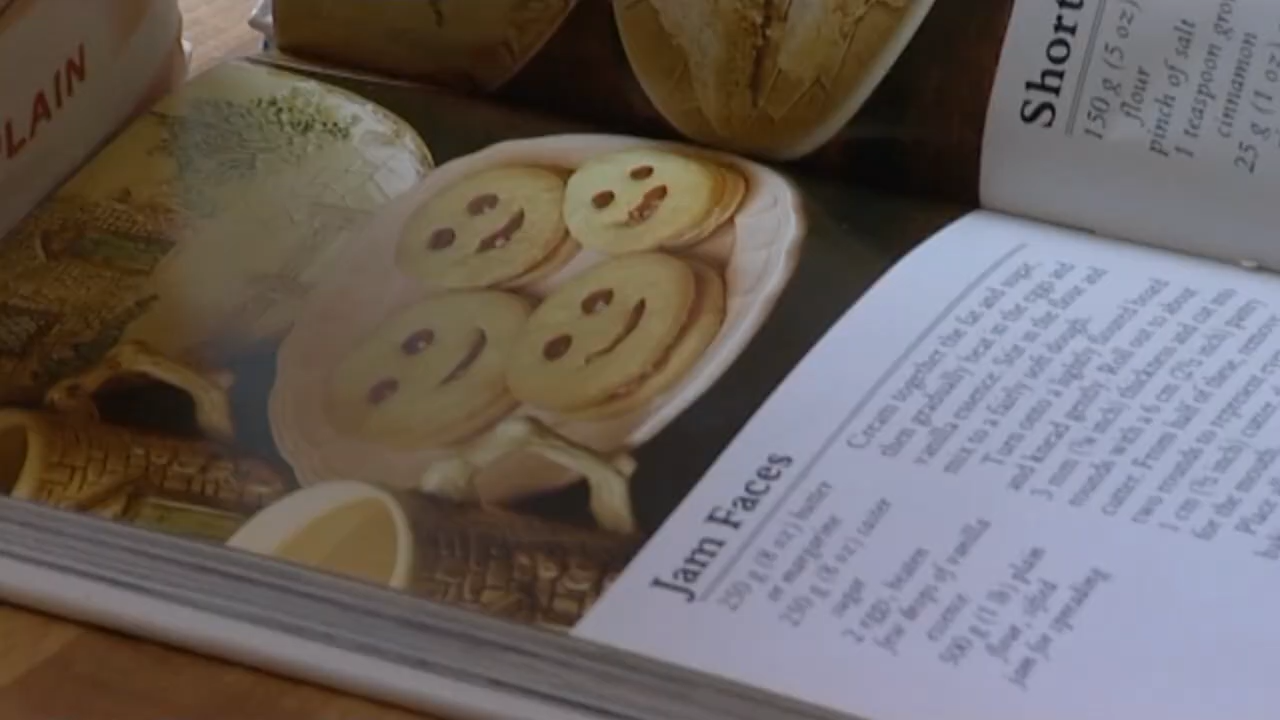 PLAIN
Short
150 g (5 oz)
flour
pinch of salt
1 teaspoon
cinnamon
25 g (1 oz)
Jam Faces
250 g (8 oz) butter
or margarine
250 g (8 oz) caster
sugar
2 eggs, beaten
few drops of vanilla
essence
500 g (1 lb) plain
flour, sifted
jam for spreading
Cream together the fat and sugar,
then gradually beat in the eggs and
vanilla essence. Stir in the flour and
mix to a fairly soft dough.
Turn onto a lightly floured board
and knead gently. Roll out to about
3 mm (⅛ inch) thickness and cut into
rounds with a 6 cm (2½ inch) pastry
cutter. From half of these remove
two rounds to represent eyes
1 cm (½ inch) cutter,
for the mouth.
Place